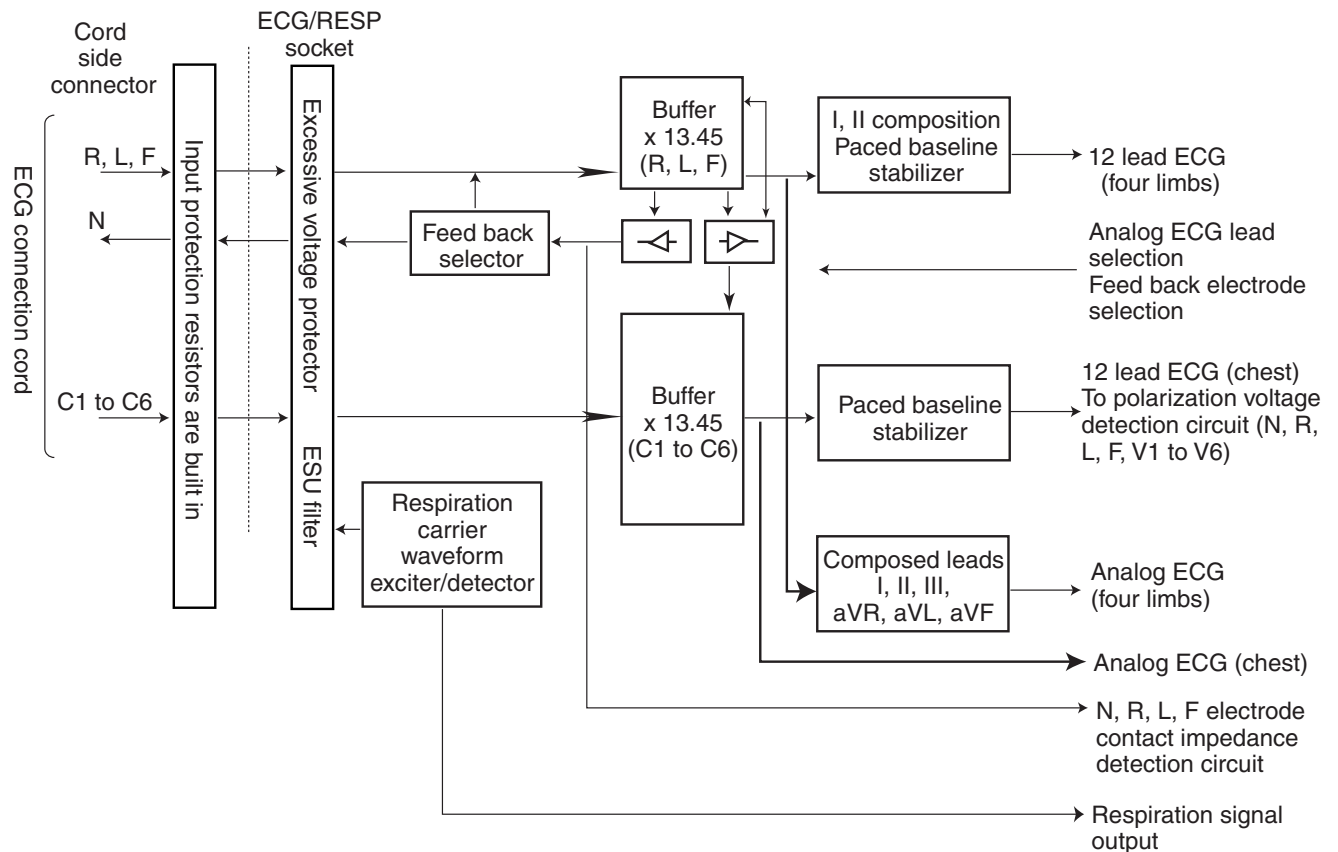 Cord
side
connector
ECG/RESP
socket
ECG connection cord
R, L, F
N
C1 to C6
Input protection resistors are built in
Excessive voltage protector
ESU filter
Feed back
selector
Respiration
carrier
waveform
exciter/detector
Buffer
x 13.45
(R, L, F)
Buffer
x 13.45
(C1 to C6)
I, II composition
Paced baseline
stabilizer
Paced baseline
stabilizer
Composed leads
I, II, III,
aVR, aVL, aVF
12 lead ECG
(four limbs)
Analog ECG lead
selection
Feed back electrode
selection
12 lead ECG (chest)
To polarization voltage
detection circuit (N, R,
L, F, V1 to V6)
Analog ECG
(four limbs)
Analog ECG (chest)
N, R, L, F electrode
contact impedance
detection circuit
Respiration signal
output